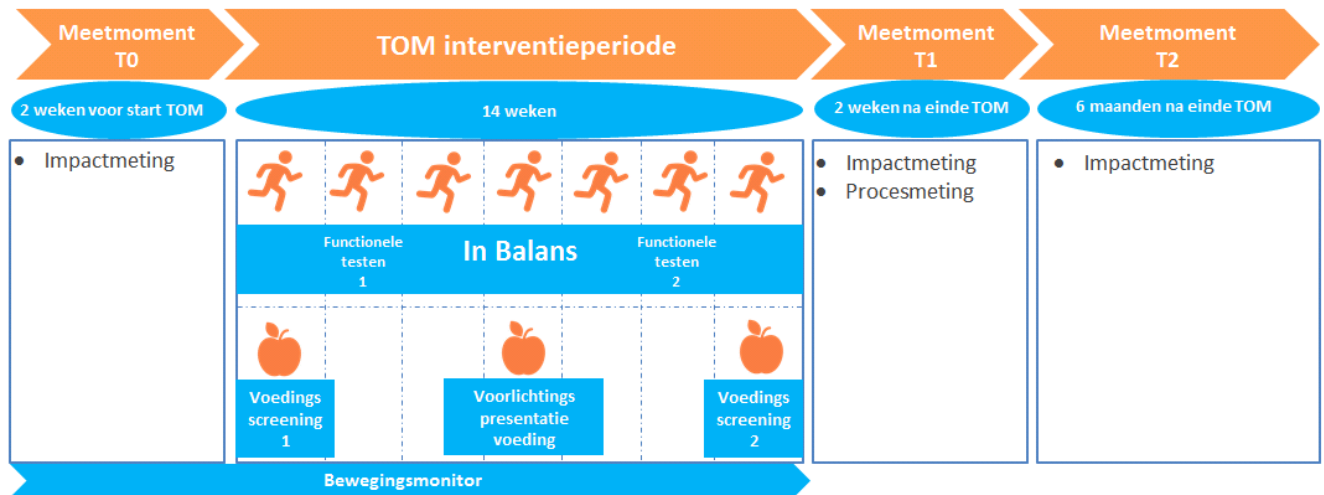 Meetmoment
T0
TOM interventieperiode
Meetmoment
T1
Meetmoment
T2
2 weken voor start TOM
14 weken
2 weken na einde TOM
6 maanden na einde TOM
• Impactmeting
Functionele
testen
1
In Balans
Functionele
testen
2
Voedings
screening
1
Voorlichtings
presentatie
voeding
Voedings
screening
2
• Impactmeting
• Procesmeting
• Impactmeting
Bewegingsmonitor